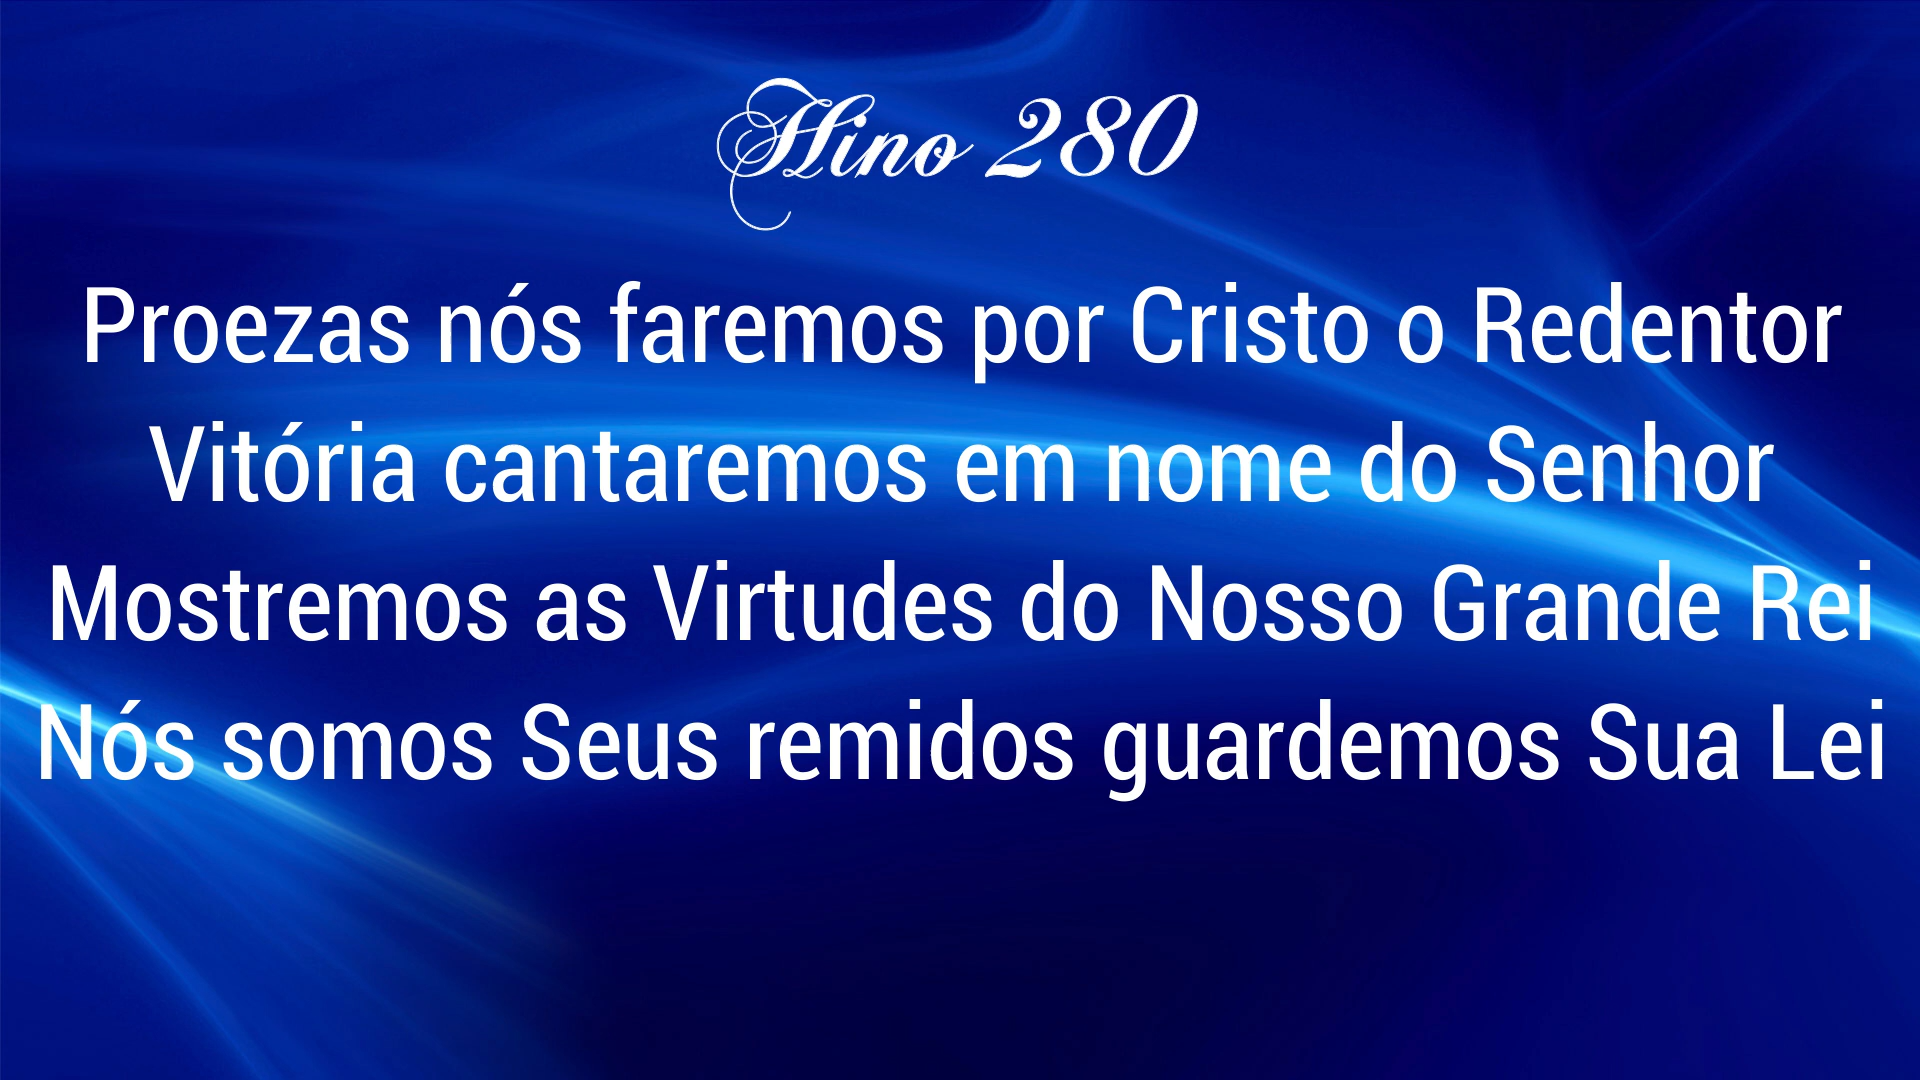 Hino 280
Proezas nós faremos por Cristo o Redentor
Vitória cantaremos em nome do Senhor
Mostremos as Virtudes do Nosso Grande Rei
Nós somos Seus remidos guardemos Sua Lei